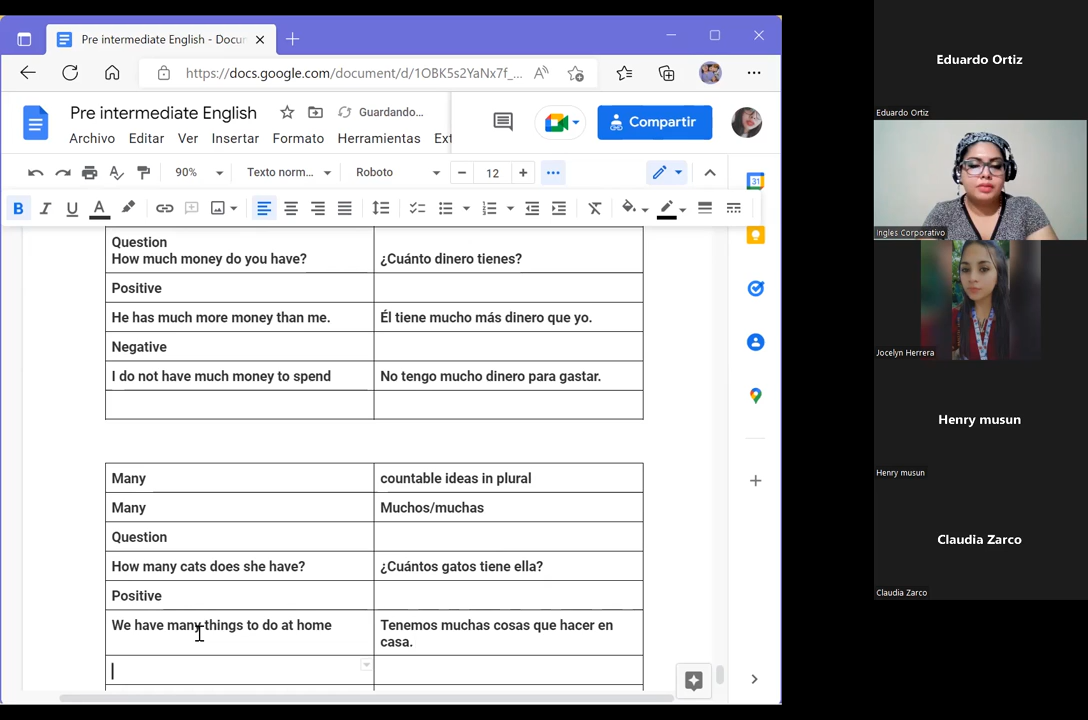 Pre intermediate English - Docur
https://docs.google.com/document/d/1OBK5s2YaNx7f_...
Pre intermediate English
Guardando...
Compartir
Archivo Editar Ver Insertar Formato Herramientas Ext
90% Texto norm... Roboto 12
Question
How much money do you have? ¿Cuánto dinero tienes?
Positive
He has much more money than me. Él tiene mucho más dinero que yo.
Negative
I do not have much money to spend No tengo mucho dinero para gastar.
Many countable ideas in plural
Many Muchos/muchas
Question
How many cats does she have? ¿Cuántos gatos tiene ella?
Positive
We have many things to do at home Tenemos muchas cosas que hacer en
casa.
Eduardo Ortiz
Eduardo Ortiz
Ingles Corporativo
Jocelyn Herrera
Henry musun
Henry musun
Claudia Zarco
Claudia Zarco